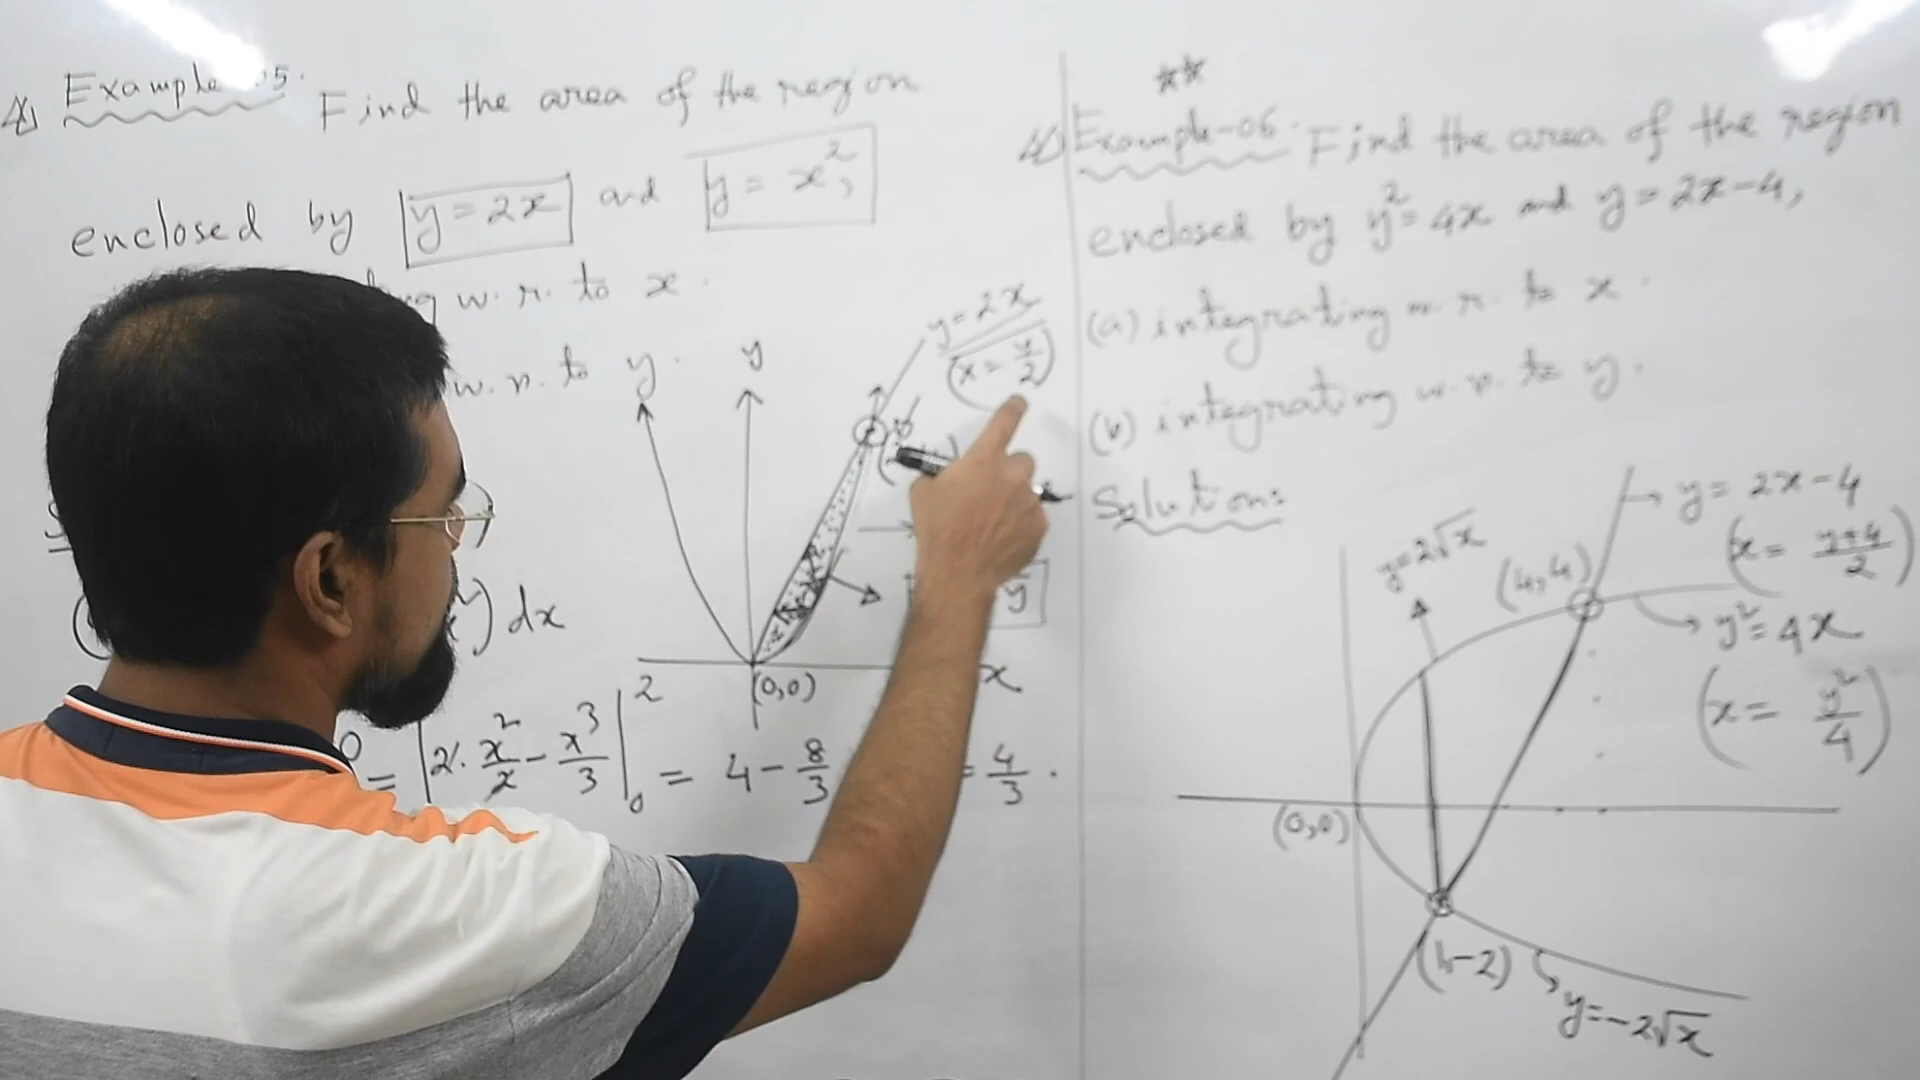 Example 05. Find the area of the region
enclosed by y = 2x and y = x²,
w.r. to x.
w.r. to y.
y
y = 2x
(x = y/2)
y
) dx
(0,0)
x
0 = |2. x²/2 - x³/3|₀² = 4 - 8/3 = 4/3.
**
Example-06. Find the area of the region
enclosed by y² = 4x and y = 2x-4,
(a) integrating w.r. to x.
(b) integrating w.r. to y.
Solution:
y = 2x-4
(x = y+4/2)
y = 2√x
(4,4)
y² = 4x
(x = y²/4)
(0,0)
(1,-2)
y = -2√x